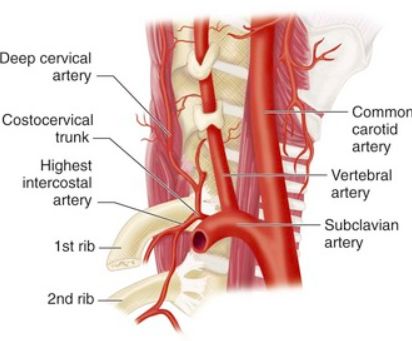 Deep cervical
artery
Costocervical
trunk
Highest
intercostal
artery
1st rib
2nd rib
Common
carotid
artery
Vertebral
artery
Subclavian
artery